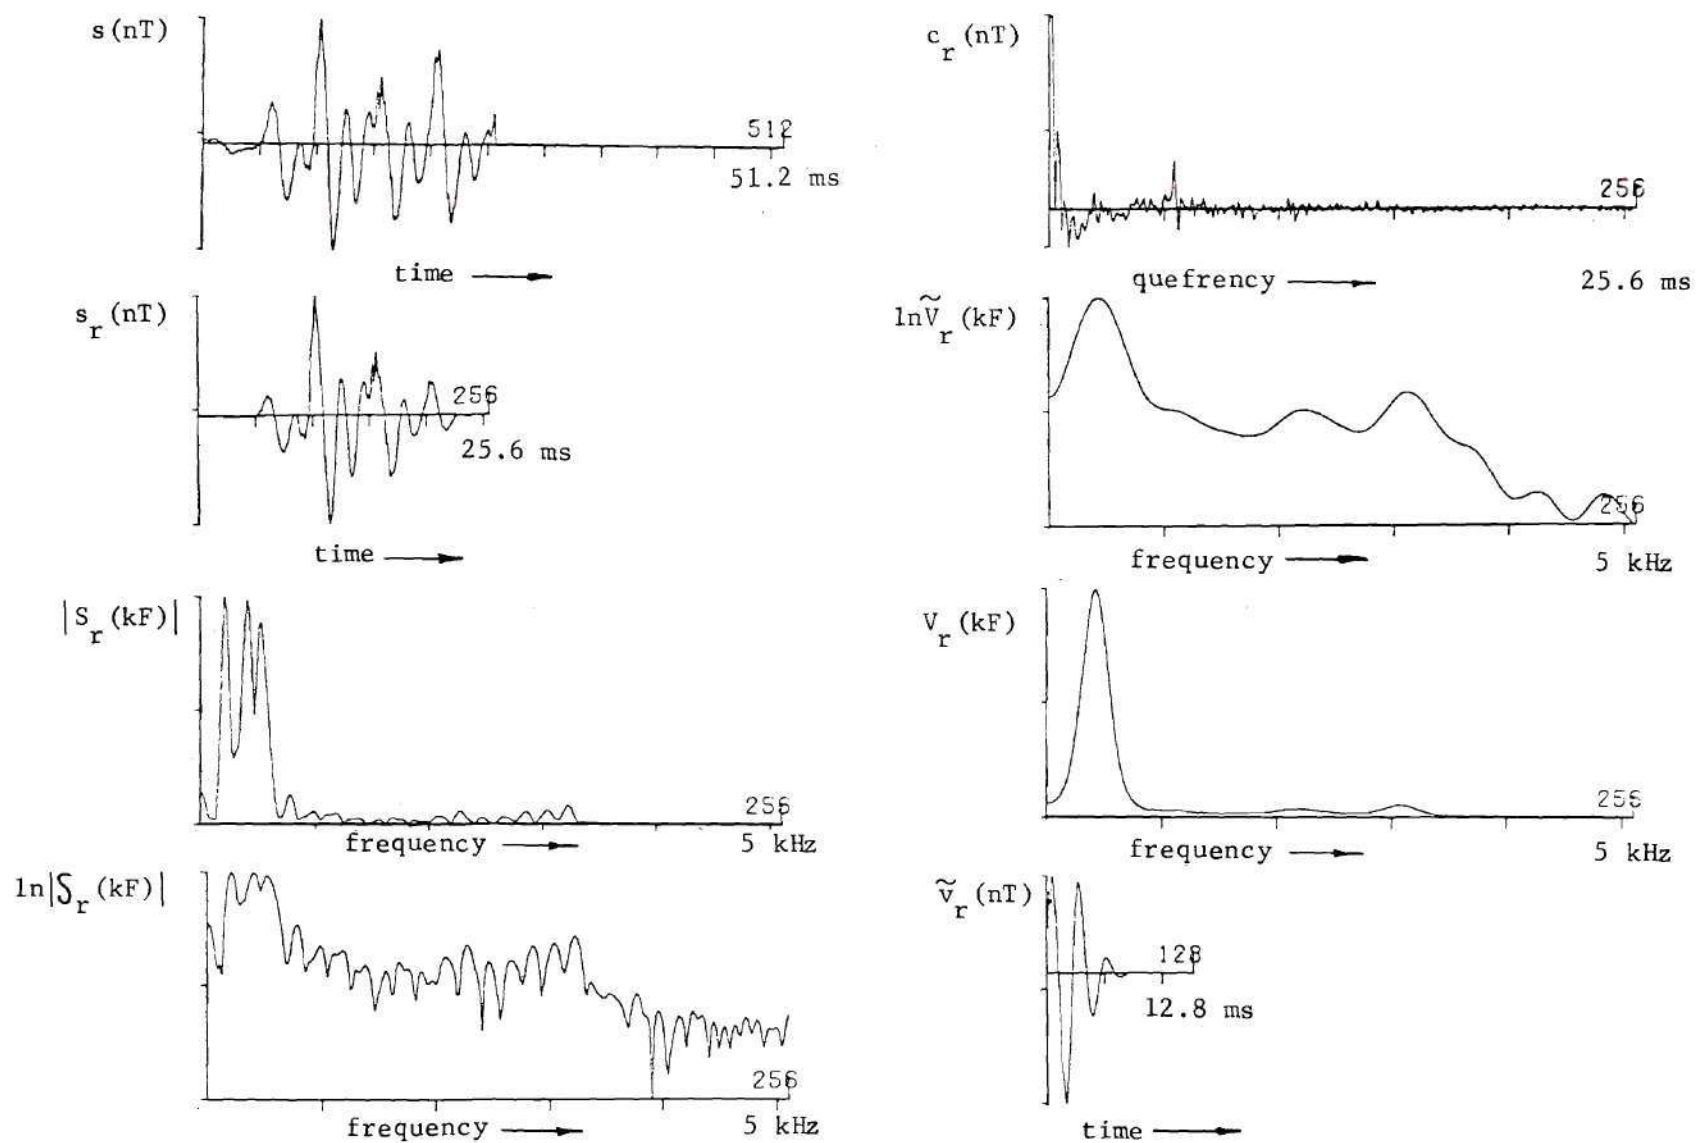 s(nT)
512
51.2 ms
time
s_r(nT)
256
25.6 ms
time
|S_r(kF)|
256
frequency
5 kHz
ln|S_r(kF)|
256
frequency
5 kHz
c_r(nT)
256
quefrency
25.6 ms
lnṼ_r(kF)
256
frequency
5 kHz
V_r(kF)
256
frequency
5 kHz
ṽ_r(nT)
128
12.8 ms
time